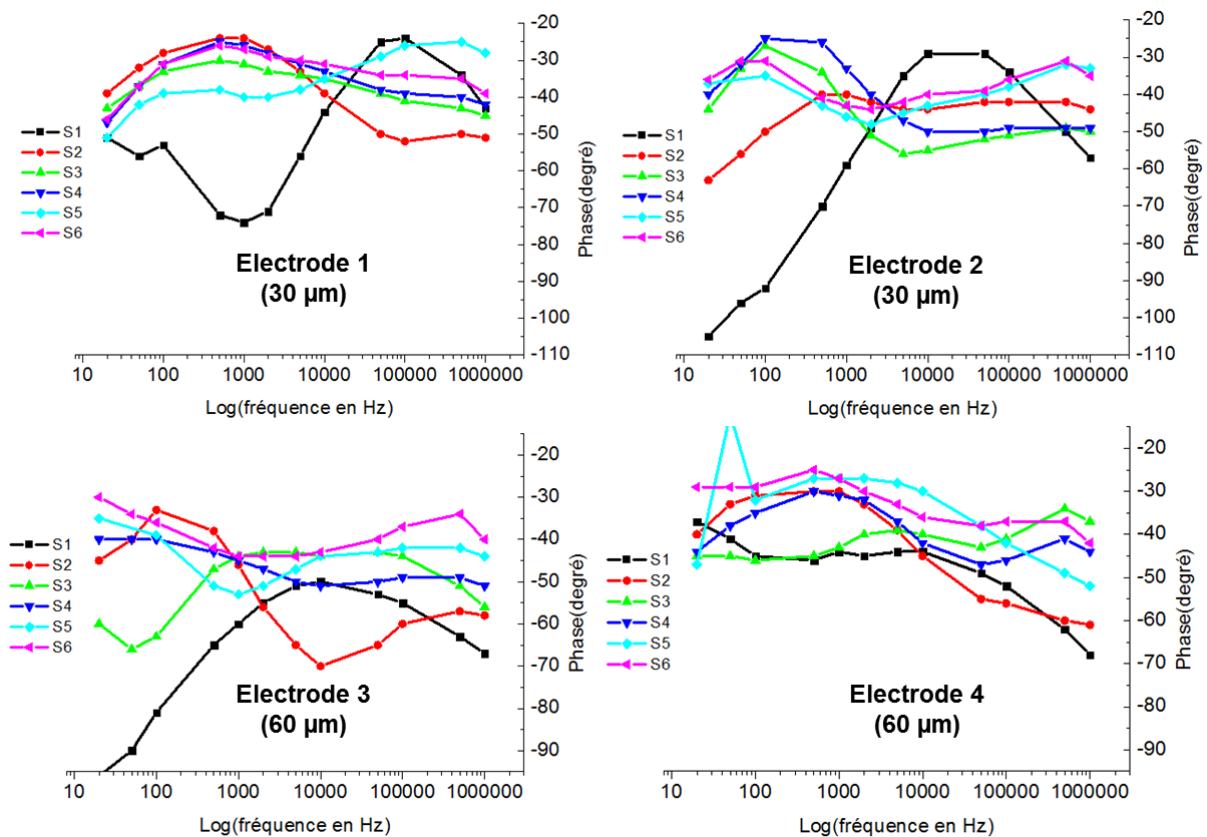 -20
-30
-40
-50
-60
-70
-80
-90
-100
-110
Phase(degré)
S1
S2
S3
S4
S5
S6
Electrode 1
(30 µm)
10 100 1000 10000 100000 1000000
Log(fréquence en Hz)
-20
-30
-40
-50
-60
-70
-80
-90
-100
-110
Phase(degré)
S1
S2
S3
S4
S5
S6
Electrode 2
(30 µm)
10 100 1000 10000 100000 1000000
Log(fréquence en Hz)
-20
-30
-40
-50
-60
-70
-80
-90
Phase(degré)
S1
S2
S3
S4
S5
S6
Electrode 3
(60 µm)
10 100 1000 10000 100000 1000000
Log(fréquence en Hz)
-20
-30
-40
-50
-60
-70
-80
-90
Phase(degré)
S1
S2
S3
S4
S5
S6
Electrode 4
(60 µm)
10 100 1000 10000 100000 1000000
Log(fréquence en Hz)